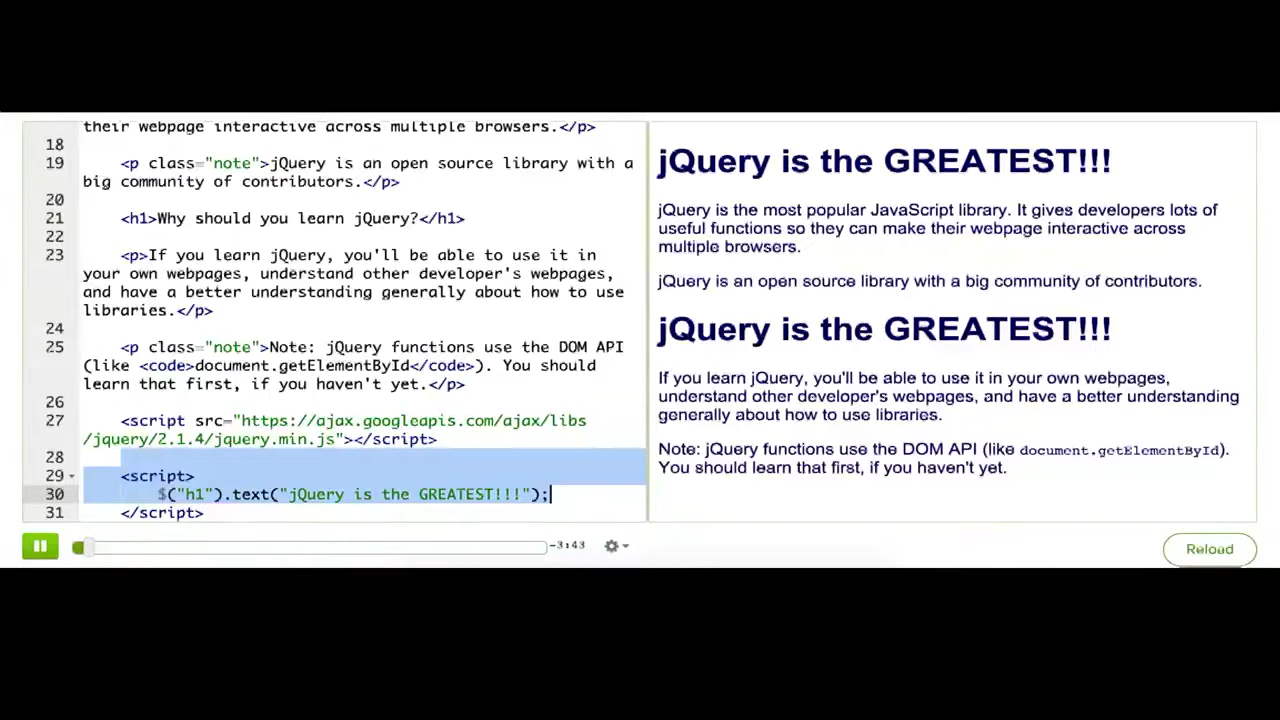 their webpage interactive across multiple browsers.</p>
18
19 <p class="note">jQuery is an open source library with a
big community of contributors.</p>
20
21 <h1>Why should you learn jQuery?</h1>
22
23 <p>If you learn jQuery, you'll be able to use it in
your own webpages, understand other developer's webpages,
and have a better understanding generally about how to use
libraries.</p>
24
25 <p class="note">Note: jQuery functions use the DOM API
(like <code>document.getElementById</code>). You should
learn that first, if you haven't yet.</p>
26
27 <script src="https://ajax.googleapis.com/ajax/libs
/jquery/2.1.4/jquery.min.js"></script>
28
29 <script>
30 $("h1").text("jQuery is the GREATEST!!!");
31 </script>
-3:43
jQuery is the GREATEST!!!
jQuery is the most popular JavaScript library. It gives developers lots of
useful functions so they can make their webpage interactive across
multiple browsers.
jQuery is an open source library with a big community of contributors.
jQuery is the GREATEST!!!
If you learn jQuery, you'll be able to use it in your own webpages,
understand other developer's webpages, and have a better understanding
generally about how to use libraries.
Note: jQuery functions use the DOM API (like document.getElementById).
You should learn that first, if you haven't yet.
Reload